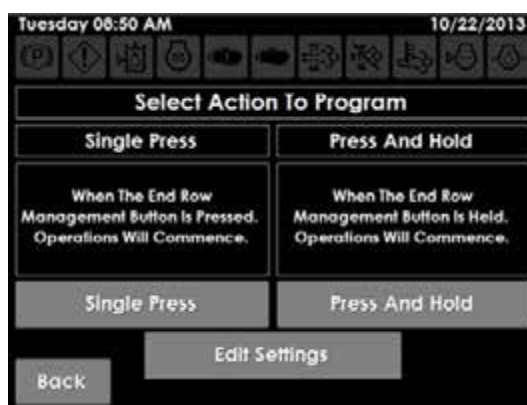 Tuesday 08:50 AM 10/22/2013
(P)
Select Action To Program
Single Press Press And Hold
When The End Row When The End Row
Management Button Is Pressed. Management Button Is Held.
Operations Will Commence. Operations Will Commence.
Single Press Press And Hold
Edit Settings
Back